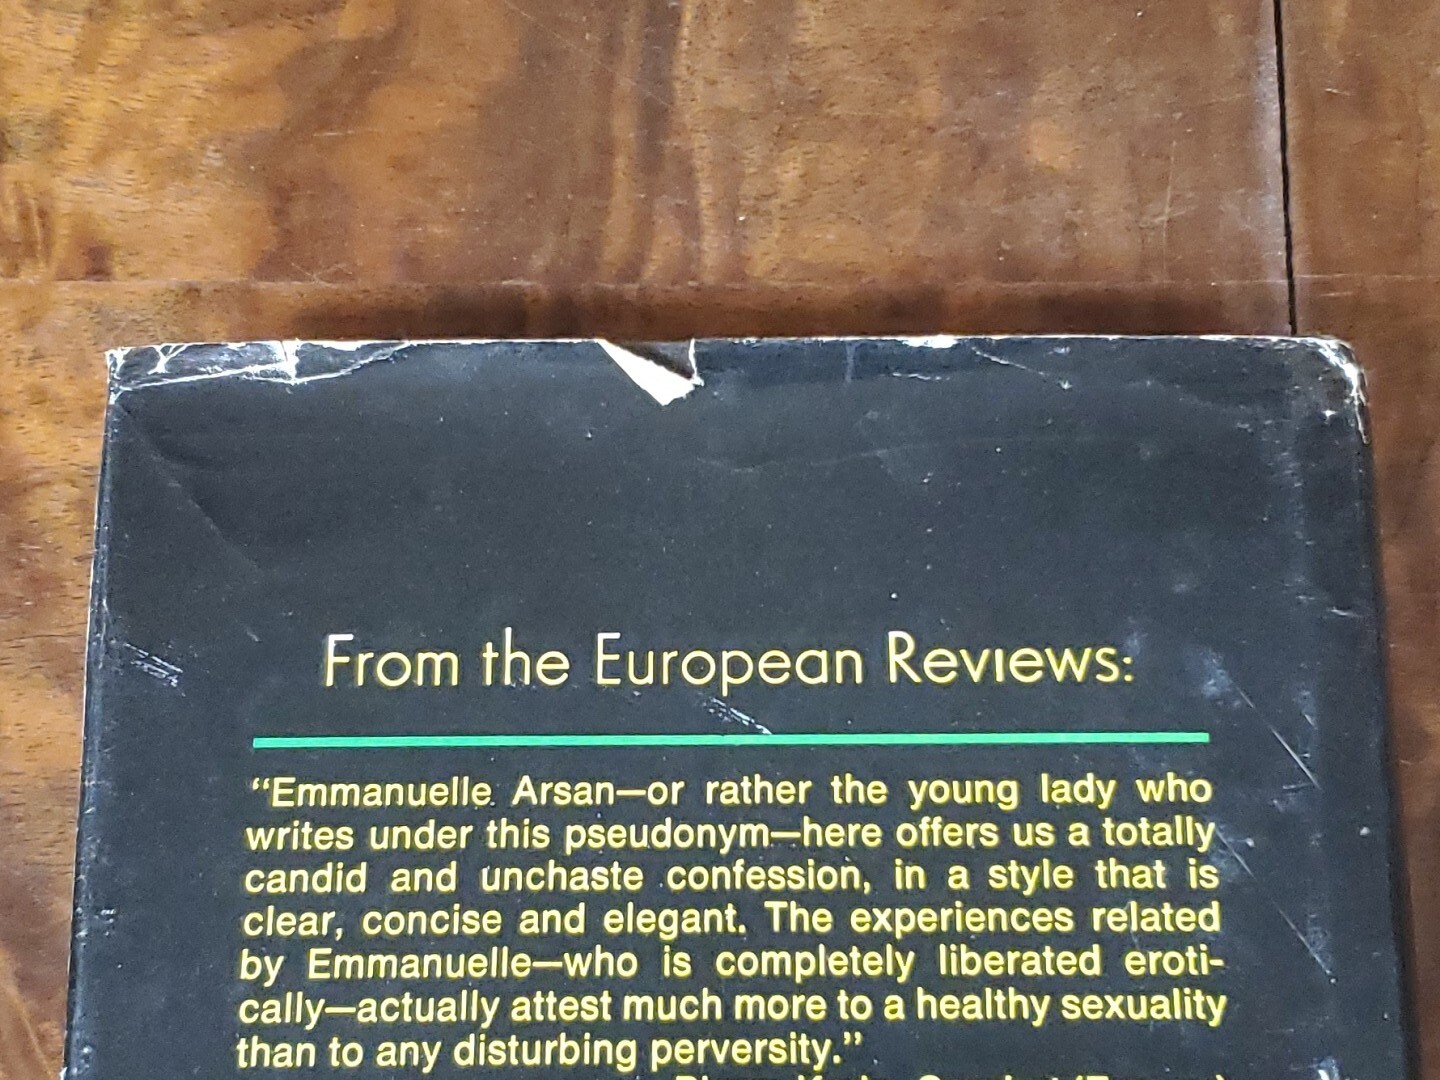 From the European Reviews:
“Emmanuelle Arsan—or rather the young lady who
writes under this pseudonym—here offers us a totally
candid and unchaste confession, in a style that is
clear, concise and elegant. The experiences related
by Emmanuelle—who is completely liberated eroti-
cally—actually attest much more to a healthy sexuality
than to any disturbing perversity.”